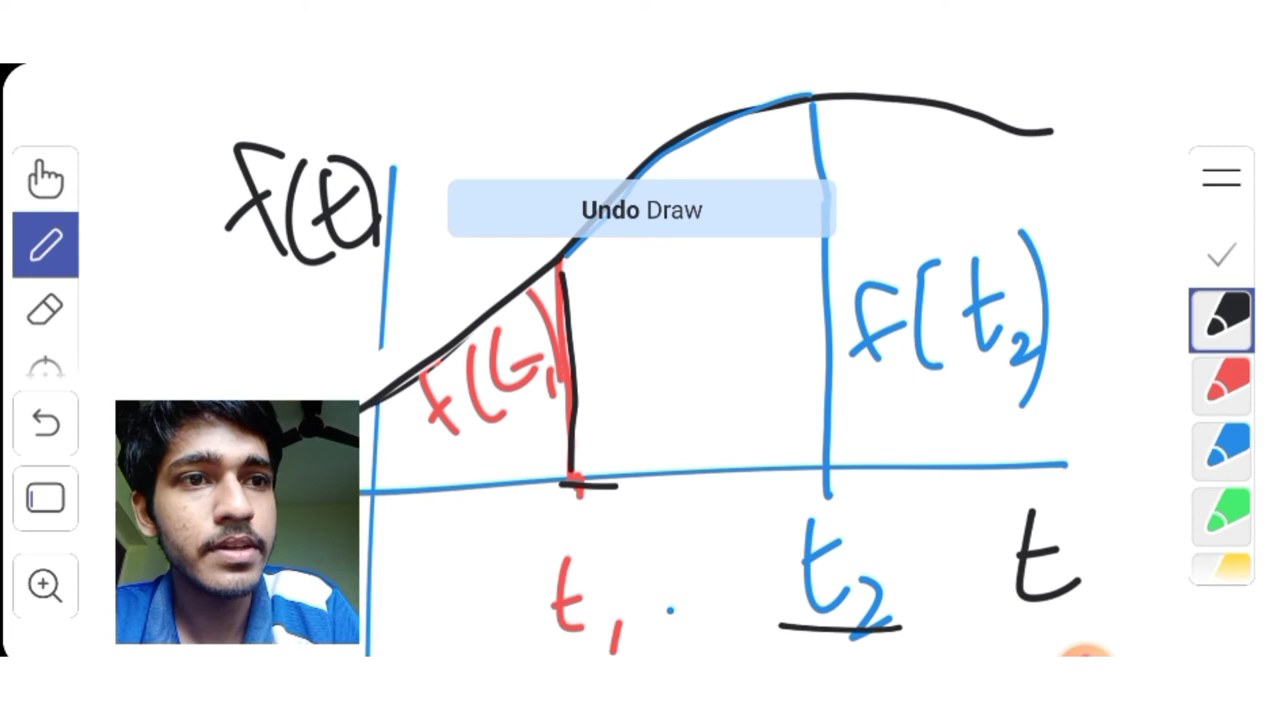 f(t)
Undo Draw
f(t₁)
f(t₂)
t₁
t₂
t